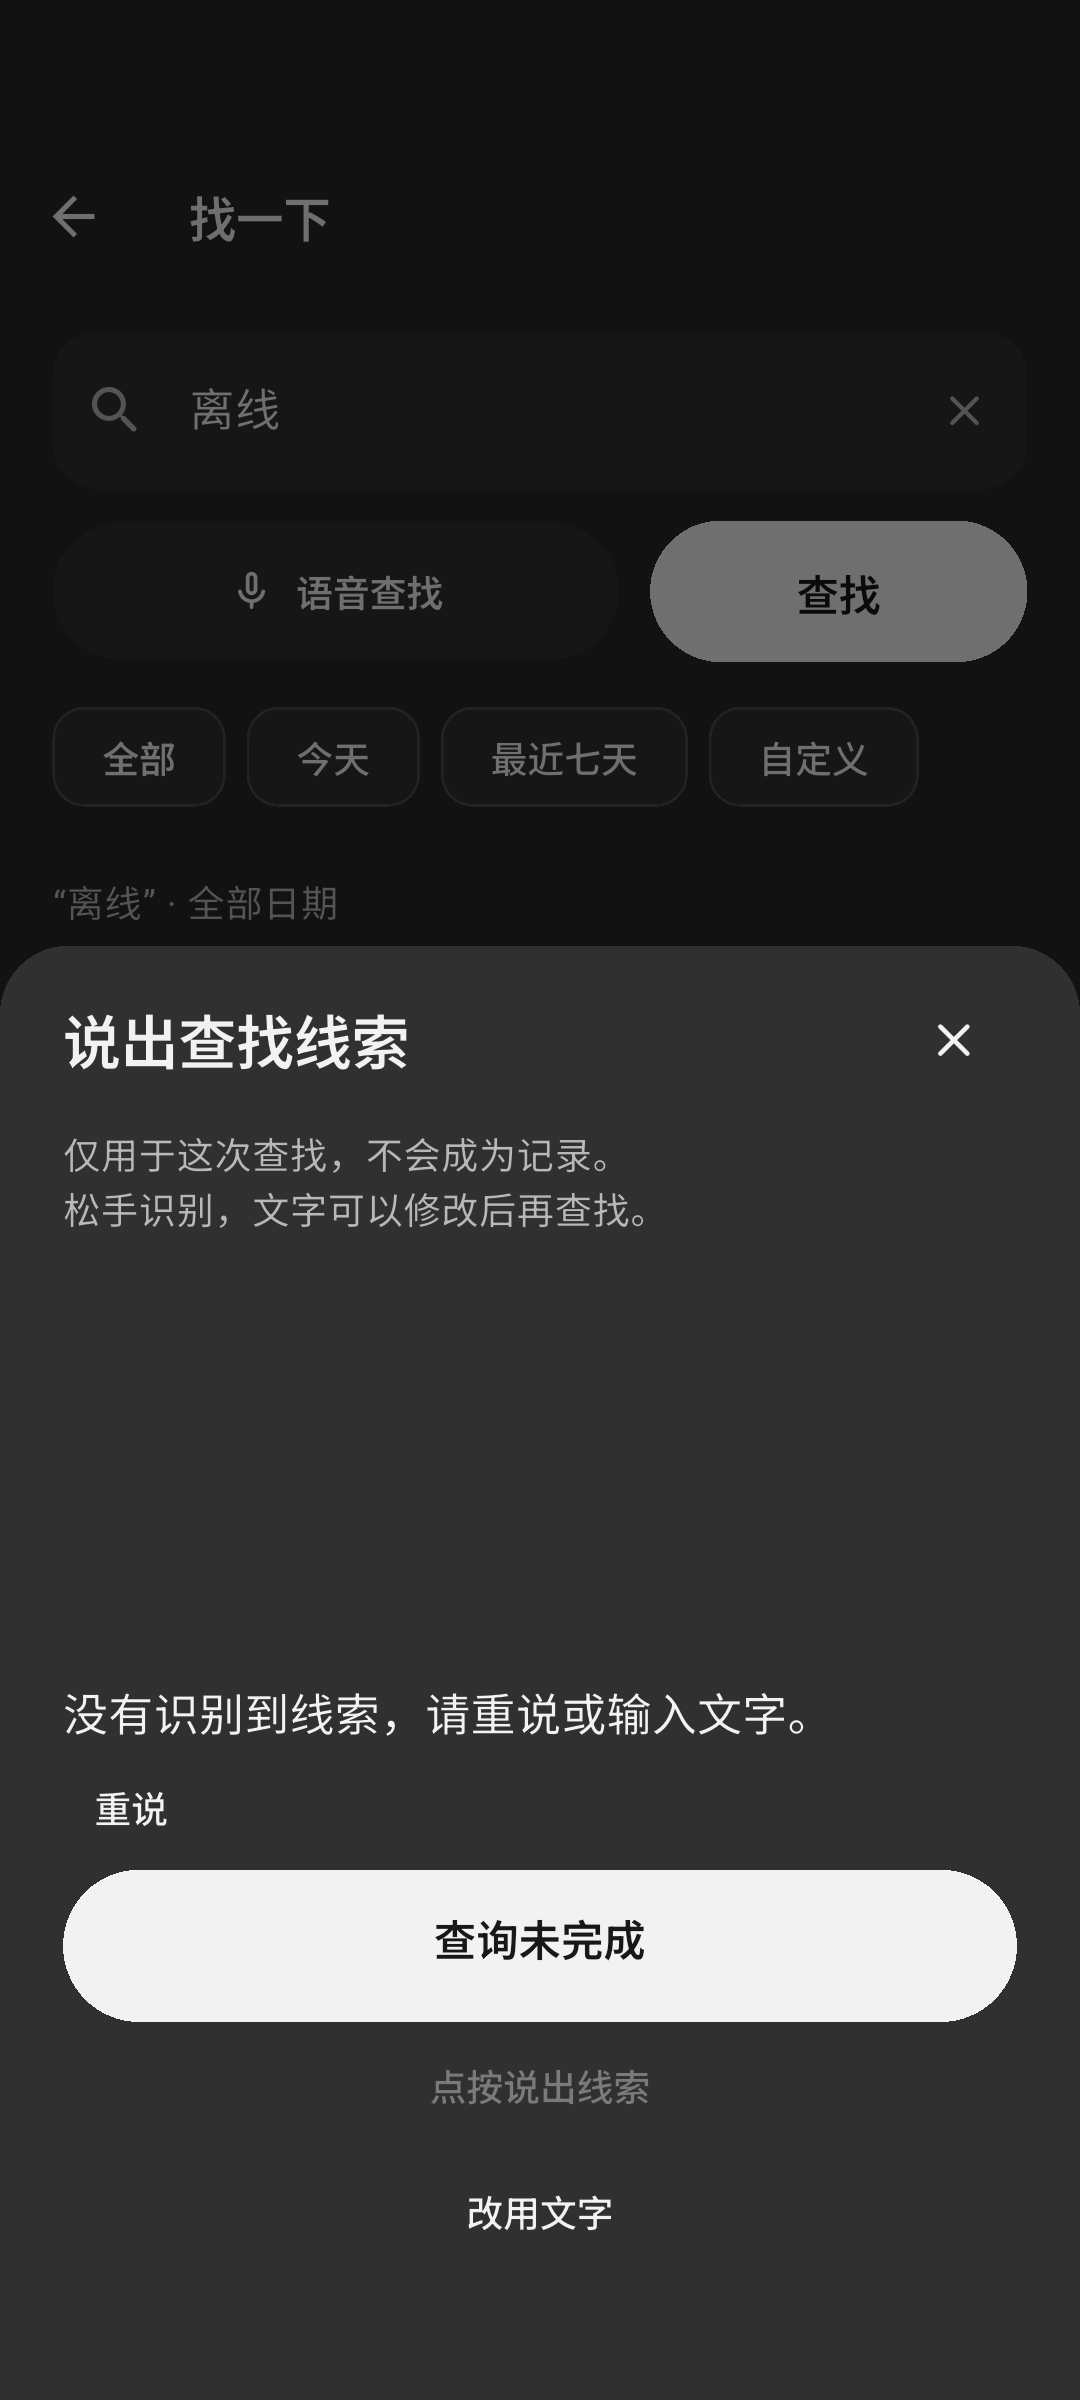 找一下
离线
语音查找
查找
全部
今天
最近七天
自定义
“离线” · 全部日期
说出查找线索
仅用于这次查找，不会成为记录。
松手识别，文字可以修改后再查找。
没有识别到线索，请重说或输入文字。
重说
查询未完成
点按说出线索
改用文字